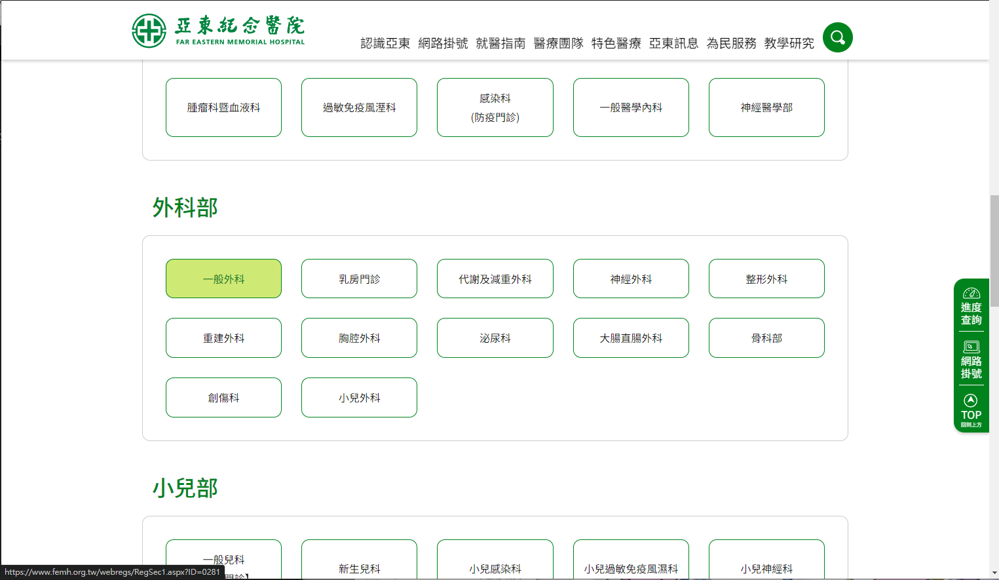 亞東紀念醫院
FAR EASTERN MEMORIAL HOSPITAL
認識亞東 網路掛號 就醫指南 醫療團隊 特色醫療 亞東訊息 為民服務 教學研究
腫瘤科暨血液科
過敏免疫風溼科
感染科
(防疫門診)
一般醫學內科
神經醫學部
外科部
一般外科
乳房門診
代謝及減重外科
神經外科
整形外科
重建外科
胸腔外科
泌尿科
大腸直腸外科
骨科部
創傷科
小兒外科
進度
查詢
網路
掛號
TOP
回到上方
小兒部
一般兒科
門診】
新生兒科
小兒感染科
小兒過敏免疫風濕科
小兒神經科
https://www.femh.org.tw/webregs/RegSec1.aspx?ID=0281